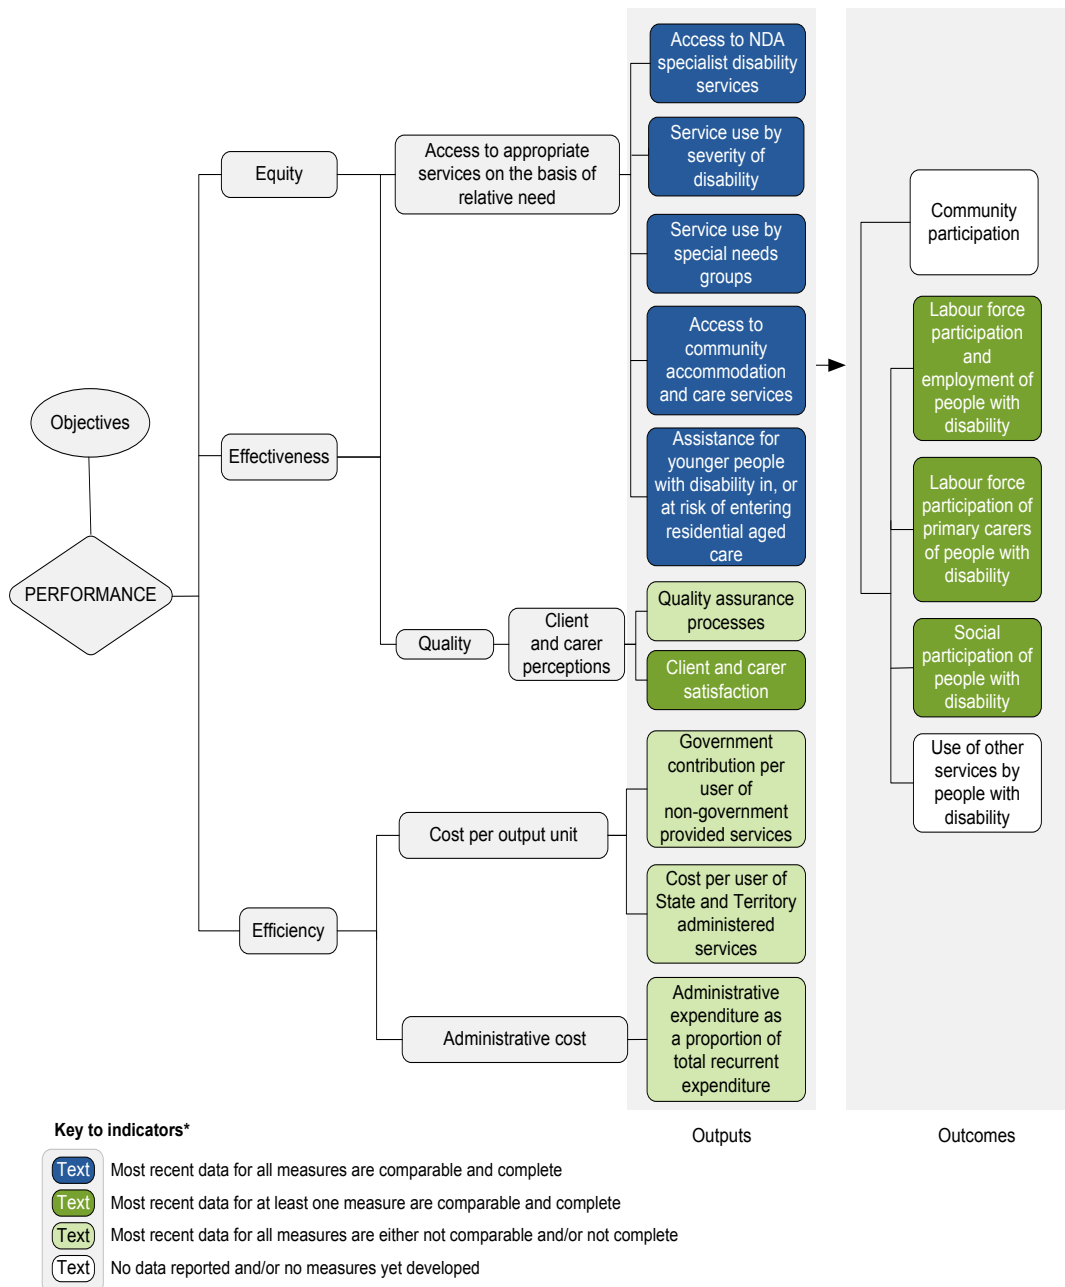 Objectives
PERFORMANCE
Equity
Effectiveness
Efficiency
Access to appropriate
services on the basis of
relative need
Quality
Client
and carer
perceptions
Cost per output unit
Administrative cost
Access to NDA
specialist disability
services
Service use by
severity of
disability
Service use by
special needs
groups
Access to
community
accommodation
and care services
Assistance for
younger people
with disability in, or
at risk of entering
residential aged
care
Quality assurance
processes
Client and carer
satisfaction
Government
contribution per
user of
non-government
provided services
Cost per user of
State and Territory
administered
services
Administrative
expenditure as
a proportion of
total recurrent
expenditure
Outputs
Community
participation
Labour force
participation
and
employment of
people with
disability
Labour force
participation of
primary carers
of people with
disability
Social
participation of
people with
disability
Use of other
services by
people with
disability
Outcomes
Key to indicators*
Text Most recent data for all measures are comparable and complete
Text Most recent data for at least one measure are comparable and complete
Text Most recent data for all measures are either not comparable and/or not complete
Text No data reported and/or no measures yet developed